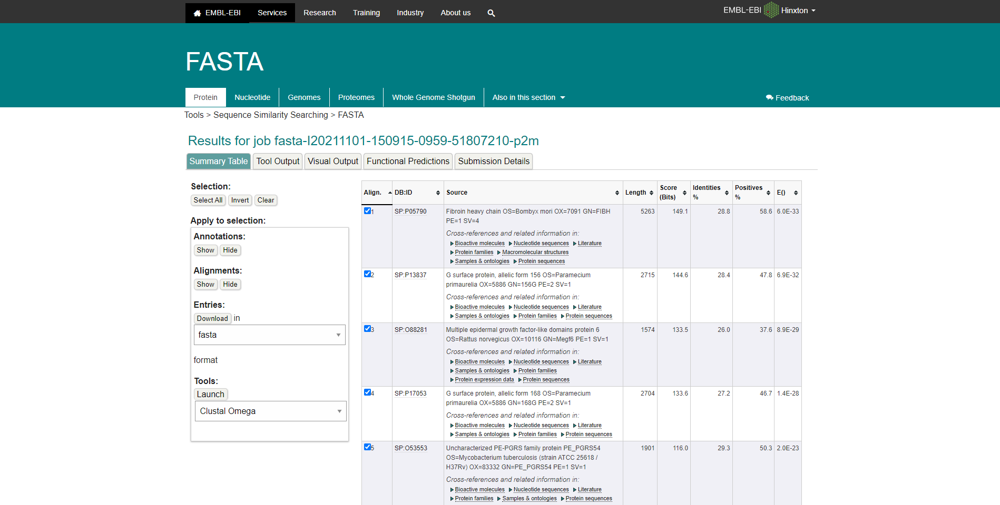 EMBL-EBI Services Research Training Industry About us EMBL-EBI Hinxton
FASTA
Protein Nucleotide Genomes Proteomes Whole Genome Shotgun Also in this section Feedback
Tools > Sequence Similarity Searching > FASTA
Results for job fasta-I20211101-150915-0959-51807210-p2m
Summary Table Tool Output Visual Output Functional Predictions Submission Details
Selection:
Select All Invert Clear
Apply to selection:
Annotations:
Show Hide
Alignments:
Show Hide
Entries:
Download in
fasta
format
Tools:
Launch
Clustal Omega
Align. DB:ID Source Length Score (Bits) Identities % Positives % E()
1 SP:P05790 Fibroin heavy chain OS=Bombyx mori OX=7091 GN=FIBH 5263 149.1 28.8 58.6 6.0E-33
PE=1 SV=4
Cross-references and related information in:
Bioactive molecules Nucleotide sequences Literature
Protein families Macromolecular structures
Samples & ontologies Protein sequences
2 SP:P13837 G surface protein, allelic form 156 OS=Paramecium 2715 144.6 28.4 47.8 6.9E-32
primaurelia OX=5886 GN=156G PE=2 SV=1
Cross-references and related information in:
Bioactive molecules Nucleotide sequences Literature
Samples & ontologies Protein families Protein sequences
3 SP:O88281 Multiple epidermal growth factor-like domains protein 6 1574 133.5 26.0 37.6 8.9E-29
OS=Rattus norvegicus OX=10116 GN=Megf6 PE=1 SV=1
Cross-references and related information in:
Bioactive molecules Nucleotide sequences Literature
Samples & ontologies Protein families
Protein expression data Protein sequences
4 SP:P17053 G surface protein, allelic form 168 OS=Paramecium 2704 133.6 27.2 46.7 1.4E-28
primaurelia OX=5886 GN=168G PE=2 SV=1
Cross-references and related information in:
Bioactive molecules Nucleotide sequences Literature
Samples & ontologies Protein families Protein sequences
5 SP:O53553 Uncharacterized PE-PGRS family protein PE_PGRS54 1901 116.0 29.3 50.3 2.0E-23
OS=Mycobacterium tuberculosis (strain ATCC 25618 /
H37Rv) OX=83332 GN=PE_PGRS54 PE=1 SV=1
Cross-references and related information in:
Bioactive molecules Nucleotide sequences Literature
Protein families Samples & ontologies Protein sequences